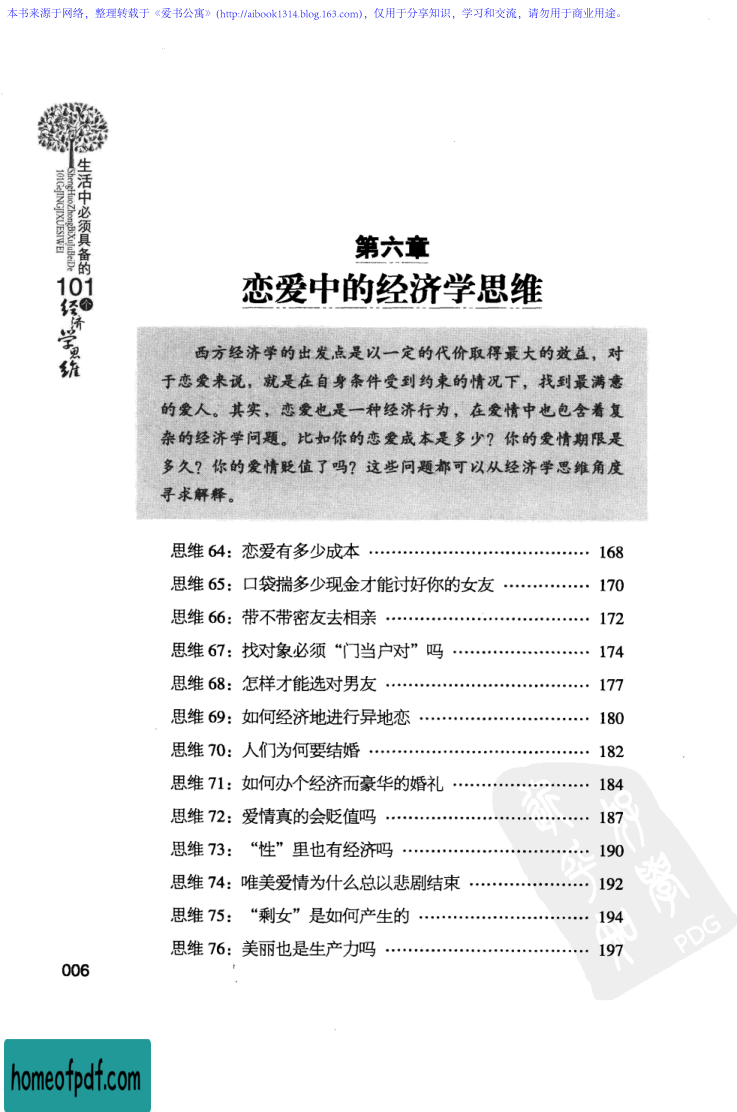 本书来源于网络，整理转载于《爱书公寓》(http://aibook1314.blog.163.com)，仅用于分享知识，学习和交流，请勿用于商业用途。
生活中必须具备的
ShengHuoZhongBiXuJuBeiDe
101GeJINGJIXUESIWEI
101个
经济学思维
第六章
恋爱中的经济学思维
西方经济学的出发点是以一定的代价取得最大的效益，对
于恋爱来说，就是在自身条件受到约束的情况下，找到最满意
的爱人。其实，恋爱也是一种经济行为，在爱情中也包含着复
杂的经济学问题。比如你的恋爱成本是多少？你的爱情期限是
多久？你的爱情贬值了吗？这些问题都可以从经济学思维角度
寻求解释。
思维 64：恋爱有多少成本 …………………………………… 168
思维 65：口袋揣多少现金才能讨好你的女友 …………… 170
思维 66：带不带密友去相亲 ……………………………… 172
思维 67：找对象必须“门当户对”吗 …………………… 174
思维 68：怎样才能选对男友 ……………………………… 177
思维 69：如何经济地进行异地恋 ………………………… 180
思维 70：人们为何要结婚 ………………………………… 182
思维 71：如何办个经济而豪华的婚礼 …………………… 184
思维 72：爱情真的会贬值吗 ……………………………… 187
思维 73：“性”里也有经济吗 …………………………… 190
思维 74：唯美爱情为什么总以悲剧结束 ………………… 192
思维 75：“剩女”是如何产生的 ………………………… 194
思维 76：美丽也是生产力吗 ……………………………… 197
PDG
006
homeofpdf.com